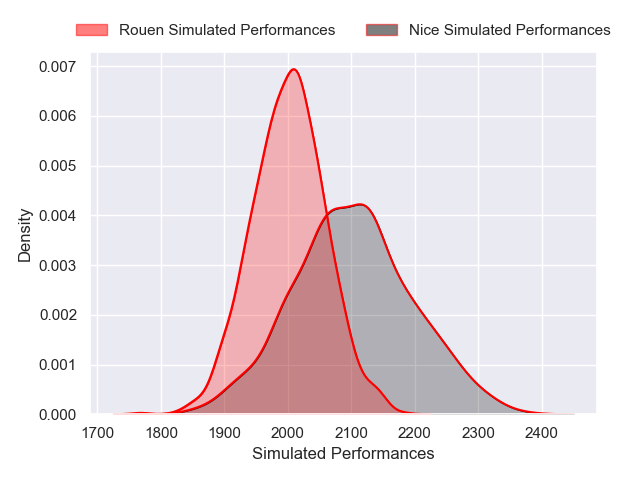 Rouen Simulated Performances
Nice Simulated Performances
0.007
0.006
0.005
0.004
0.003
0.002
0.001
0.000
Density
1700 1800 1900 2000 2100 2200 2300 2400
Simulated Performances